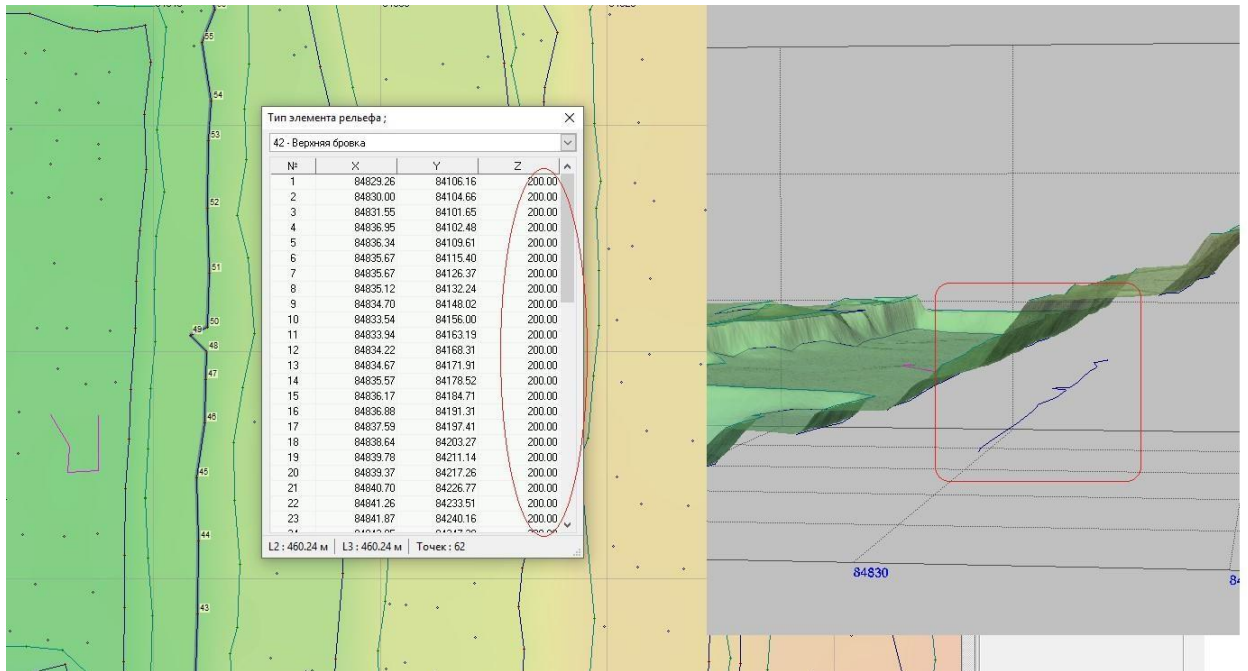 55
54
53
52
51
50
49
48
47
46
45
44
43
Тип элемента рельефа ;
42 - Верхняя бровка
№ X Y Z
1 84829.26 84106.16 200.00
2 84830.00 84104.66 200.00
3 84831.55 84101.65 200.00
4 84836.95 84102.48 200.00
5 84836.34 84109.61 200.00
6 84835.67 84115.40 200.00
7 84835.67 84126.37 200.00
8 84835.12 84132.24 200.00
9 84834.70 84148.02 200.00
10 84833.54 84156.00 200.00
11 84833.94 84163.19 200.00
12 84834.22 84168.31 200.00
13 84834.67 84171.91 200.00
14 84835.57 84178.52 200.00
15 84836.17 84184.71 200.00
16 84836.88 84191.31 200.00
17 84837.59 84197.41 200.00
18 84838.64 84203.27 200.00
19 84839.78 84211.14 200.00
20 84839.37 84217.26 200.00
21 84840.70 84226.77 200.00
22 84841.26 84233.51 200.00
23 84841.87 84240.16 200.00
L2 : 460.24 м L3 : 460.24 м Точек : 62
84830